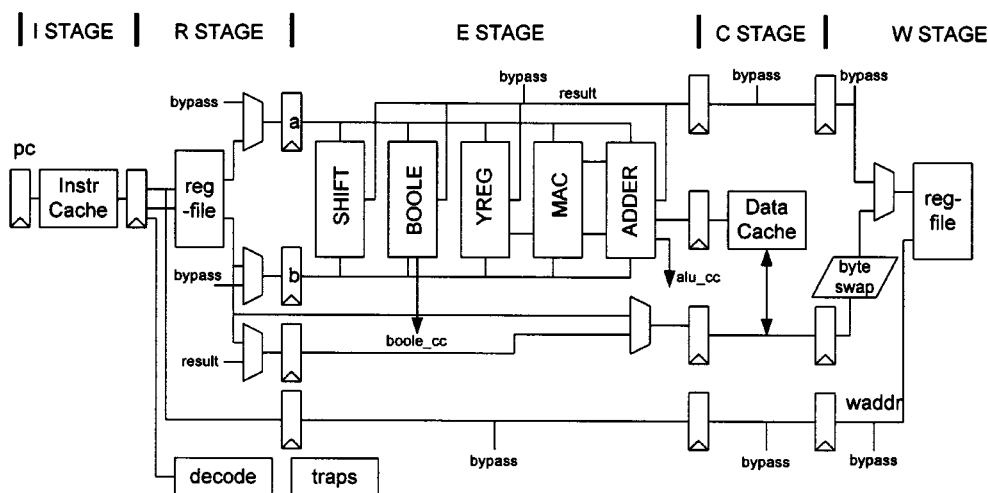 I STAGE
R STAGE
E STAGE
C STAGE
W STAGE
bypass
bypass
bypass
bypass
result
pc
a
Instr
Cache
reg
-file
SHIFT
BOOLE
YREG
MAC
ADDER
Data
Cache
reg-
file
bypass
b
alu_cc
byte
swap
boole_cc
result
waddr
bypass
bypass
bypass
decode
traps